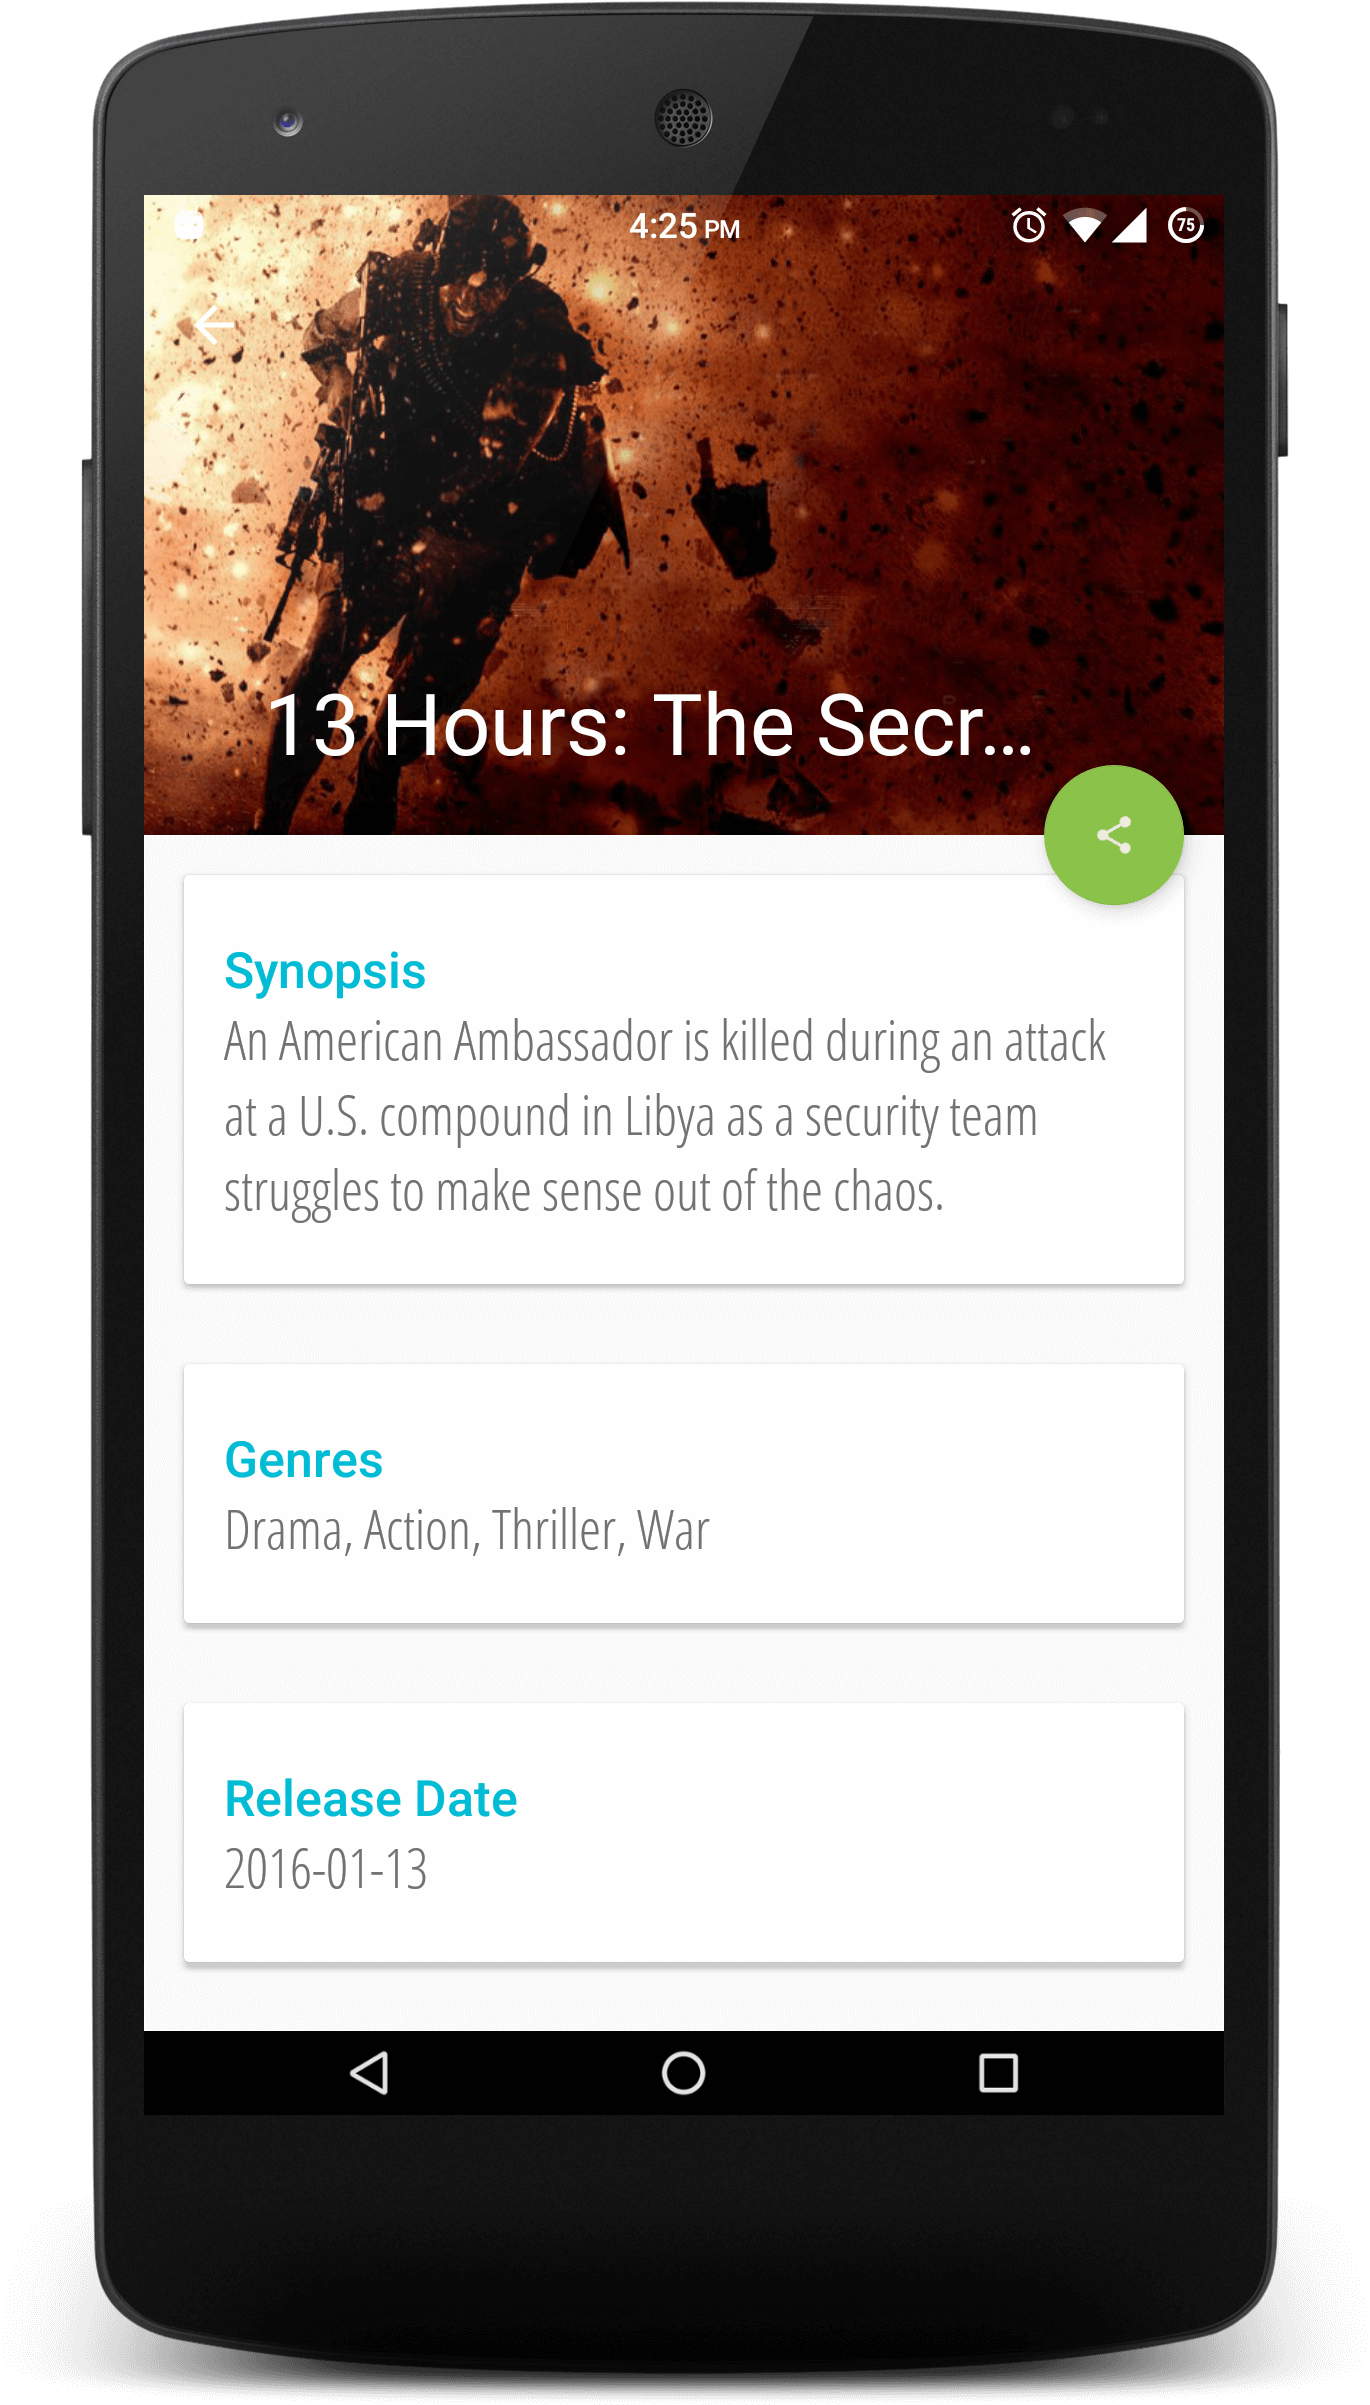 4:25 PM
75
13 Hours: The Secr...
Synopsis
An American Ambassador is killed during an attack
at a U.S. compound in Libya as a security team
struggles to make sense out of the chaos.
Genres
Drama, Action, Thriller, War
Release Date
2016-01-13